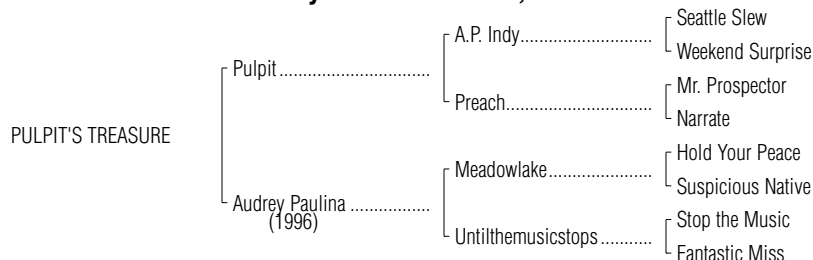 Seattle Slew
A.P. Indy
Weekend Surprise
Pulpit
Mr. Prospector
Preach
Narrate
PULPIT'S TREASURE
Hold Your Peace
Meadowlake
Suspicious Native
Audrey Paulina
(1996)
Stop the Music
Untilthemusicstops
Fantastic Miss